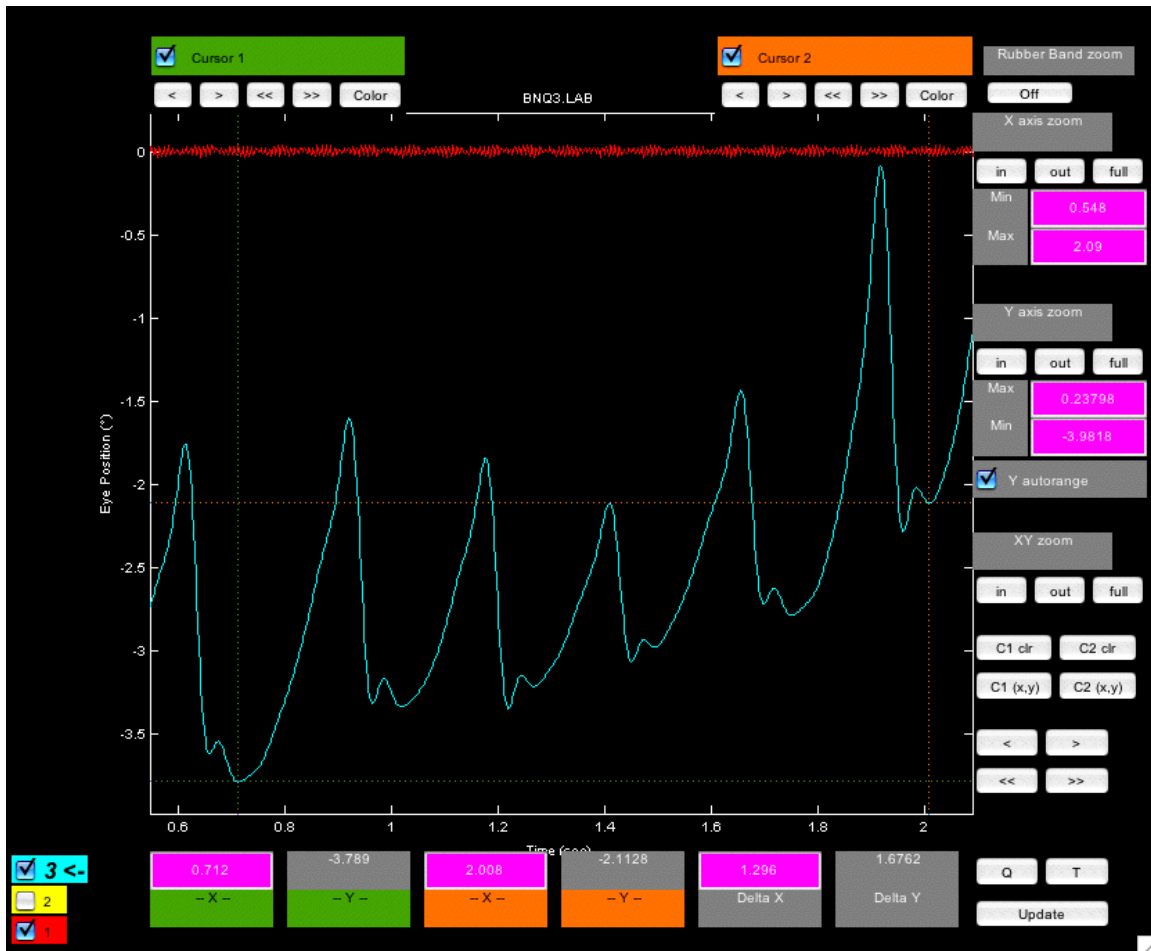 Cursor 1
Cursor 2
Rubber Band zoom
< > << >> Color
BNQ3.LAB
< > << >> Color
Off
X axis zoom
in out full
Min 0.548
Max 2.09
Y axis zoom
in out full
Max 0.23798
Min -3.9818
Y autorange
XY zoom
in out full
C1 clr C2 clr
C1 (x,y) C2 (x,y)
< >
<< >>
0
-0.5
-1
-1.5
-2
-2.5
-3
-3.5
Eye Position (°)
0.6 0.8 1 1.2 1.4 1.6 1.8 2
Time (sec)
3 <-
2
1
0.712 -3.789 2.008 -2.1128 1.296 1.6762
-- X -- -- Y -- -- X -- -- Y -- Delta X Delta Y
Q T
Update